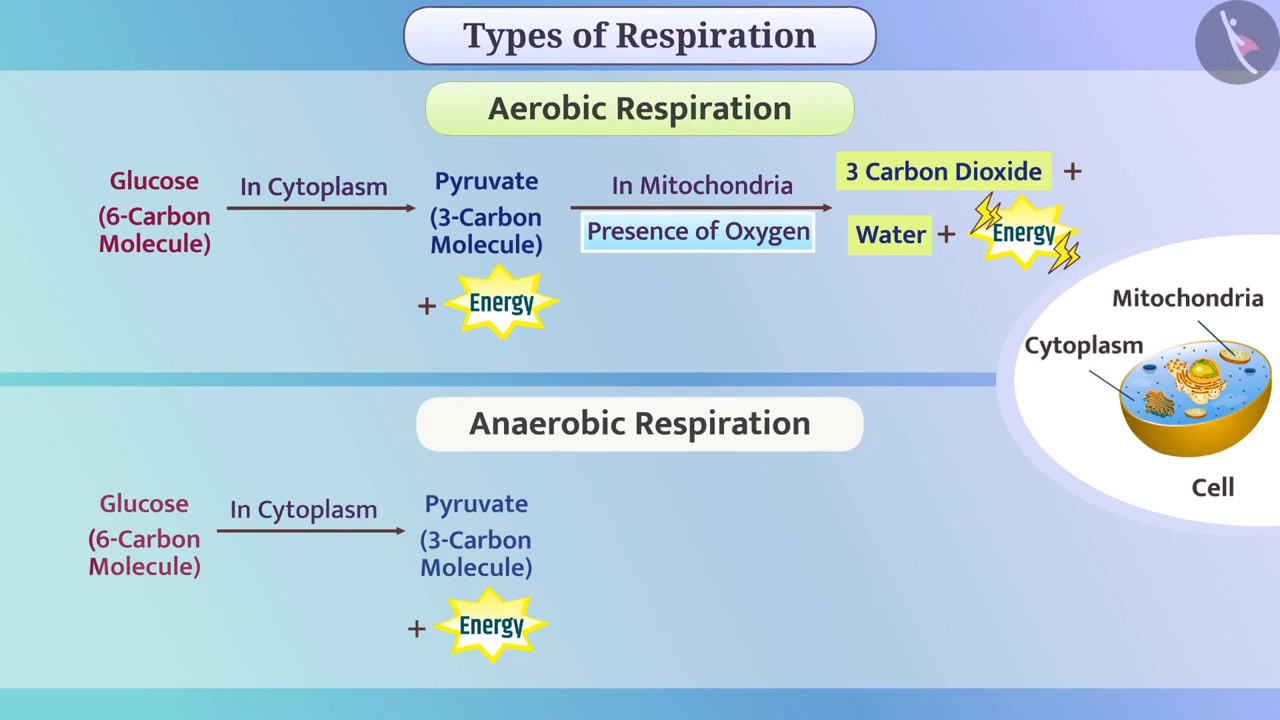 Types of Respiration
Aerobic Respiration
Glucose
(6-Carbon
Molecule)
In Cytoplasm
Pyruvate
(3-Carbon
Molecule)
+ Energy
In Mitochondria
Presence of Oxygen
3 Carbon Dioxide +
Water + Energy
Mitochondria
Cytoplasm
Cell
Anaerobic Respiration
Glucose
(6-Carbon
Molecule)
In Cytoplasm
Pyruvate
(3-Carbon
Molecule)
+ Energy